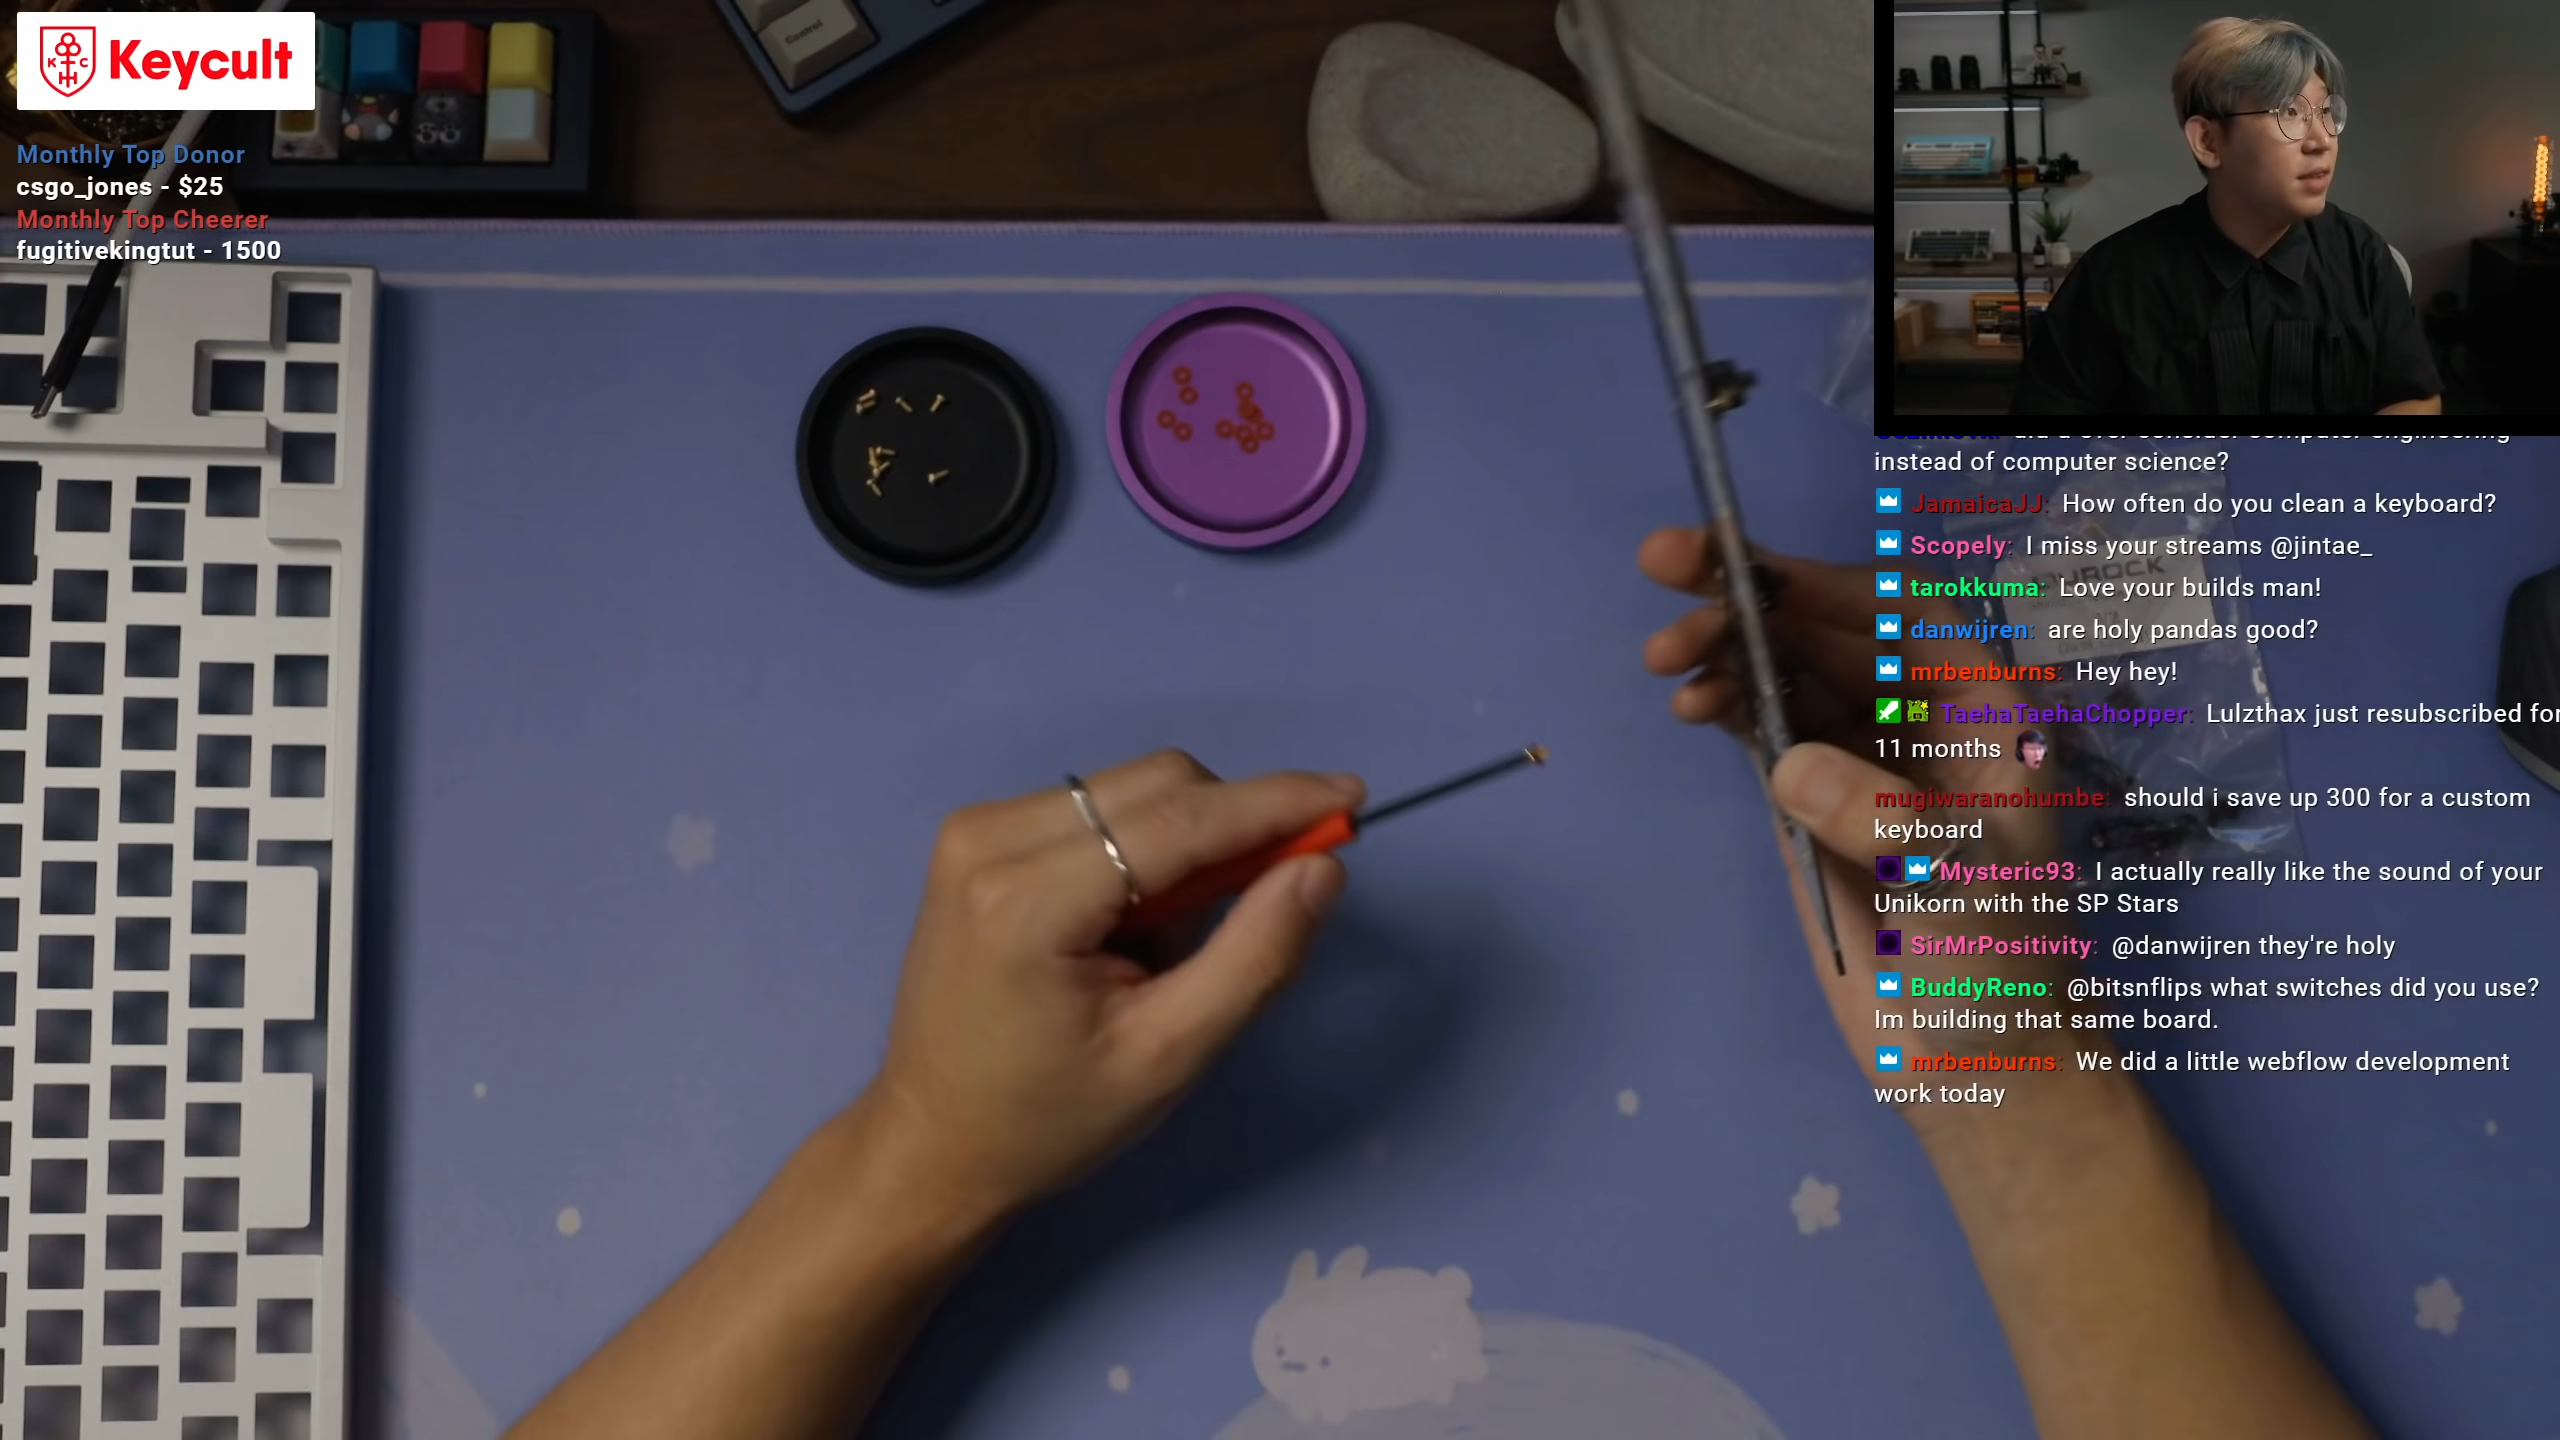 Control
K C
Keycult
Monthly Top Donor
csgo_jones - $25
Monthly Top Cheerer
fugitivekingtut - 1500
instead of computer science?
JamaicaJJ: How often do you clean a keyboard?
Scopely: I miss your streams @jintae_
tarokkuma: Love your builds man!
danwijren: are holy pandas good?
mrbenburns: Hey hey!
TaehaTaehaChopper: Lulzthax just resubscribed for
11 months
mugiwaranohumbe: should i save up 300 for a custom
keyboard
Mysteric93: I actually really like the sound of your
Unikorn with the SP Stars
SirMrPositivity: @danwijren they're holy
BuddyReno: @bitsnflips what switches did you use?
Im building that same board.
mrbenburns: We did a little webflow development
work today